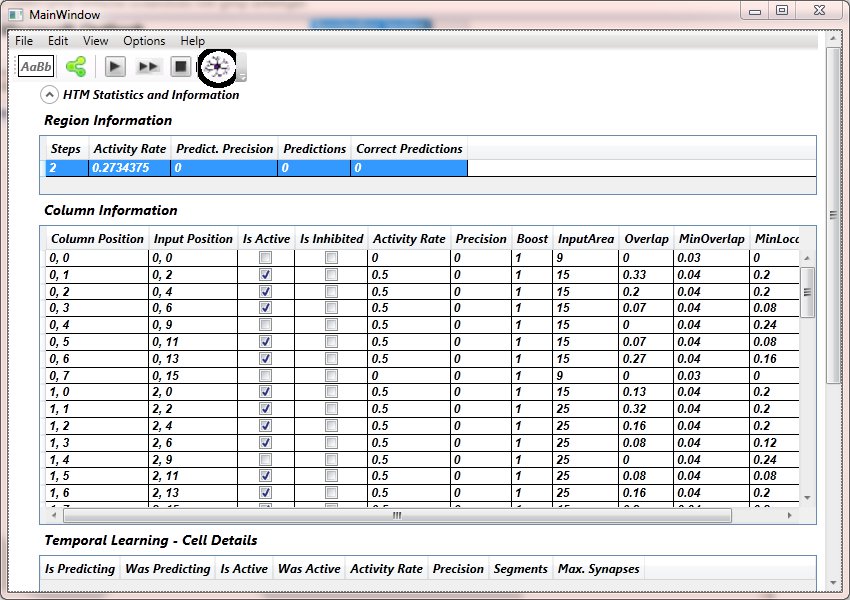 MainWindow
File Edit View Options Help
AaBb
HTM Statistics and Information
Region Information
Steps Activity Rate Predict. Precision Predictions Correct Predictions
2 0.2734375 0 0 0
Column Information
Column Position Input Position Is Active Is Inhibited Activity Rate Precision Boost InputArea Overlap MinOverlap MinLoca
0, 0 0, 0 0 0 1 9 0 0.03 0
0, 1 0, 2 0.5 0 1 15 0.33 0.04 0.2
0, 2 0, 4 0.5 0 1 15 0.2 0.04 0.2
0, 3 0, 6 0.5 0 1 15 0.07 0.04 0.08
0, 4 0, 9 0.5 0 1 15 0 0.04 0.24
0, 5 0, 11 0.5 0 1 15 0.07 0.04 0.08
0, 6 0, 13 0.5 0 1 15 0.27 0.04 0.16
0, 7 0, 15 0 0 1 9 0 0.03 0
1, 0 2, 0 0.5 0 1 15 0.13 0.04 0.2
1, 1 2, 2 0.5 0 1 25 0.32 0.04 0.2
1, 2 2, 4 0.5 0 1 25 0.16 0.04 0.2
1, 3 2, 6 0.5 0 1 25 0.08 0.04 0.12
1, 4 2, 9 0.5 0 1 25 0 0.04 0.24
1, 5 2, 11 0.5 0 1 25 0.08 0.04 0.08
1, 6 2, 13 0.5 0 1 25 0.16 0.04 0.2
Temporal Learning - Cell Details
Is Predicting Was Predicting Is Active Was Active Activity Rate Precision Segments Max. Synapses